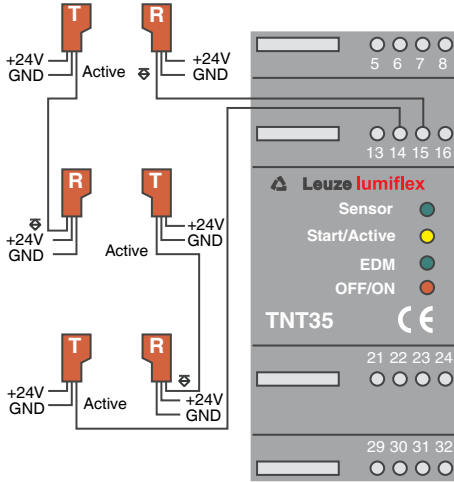 T R
+24V
GND
Active
+24V
GND
5 6 7 8
13 14 15 16
Leuze lumiflex
Sensor
Start/Active
EDM
OFF/ON
TNT35 CE
R T
+24V
GND
Active
+24V
GND
T R
+24V
GND
Active
+24V
GND
21 22 23 24
29 30 31 32